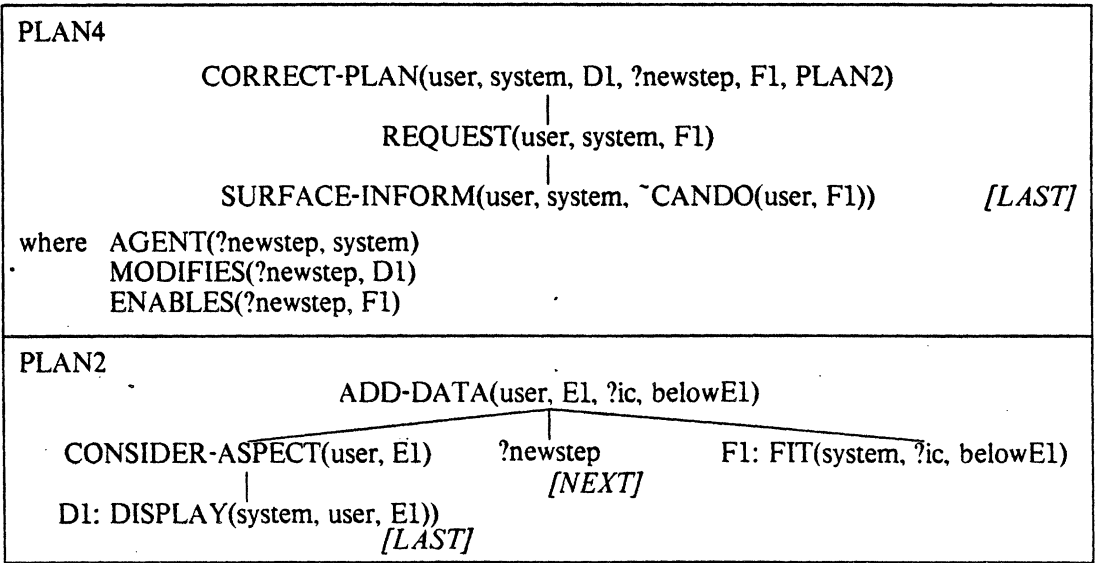 PLAN4
CORRECT-PLAN(user, system, D1, ?newstep, F1, PLAN2)
REQUEST(user, system, F1)
SURFACE-INFORM(user, system, ~CANDO(user, F1)) [LAST]
where AGENT(?newstep, system)
MODIFIES(?newstep, D1)
ENABLES(?newstep, F1)
PLAN2
ADD-DATA(user, E1, ?ic, belowE1)
CONSIDER-ASPECT(user, E1) ?newstep F1: FIT(system, ?ic, belowE1)
[NEXT]
D1: DISPLAY(system, user, E1))
[LAST]